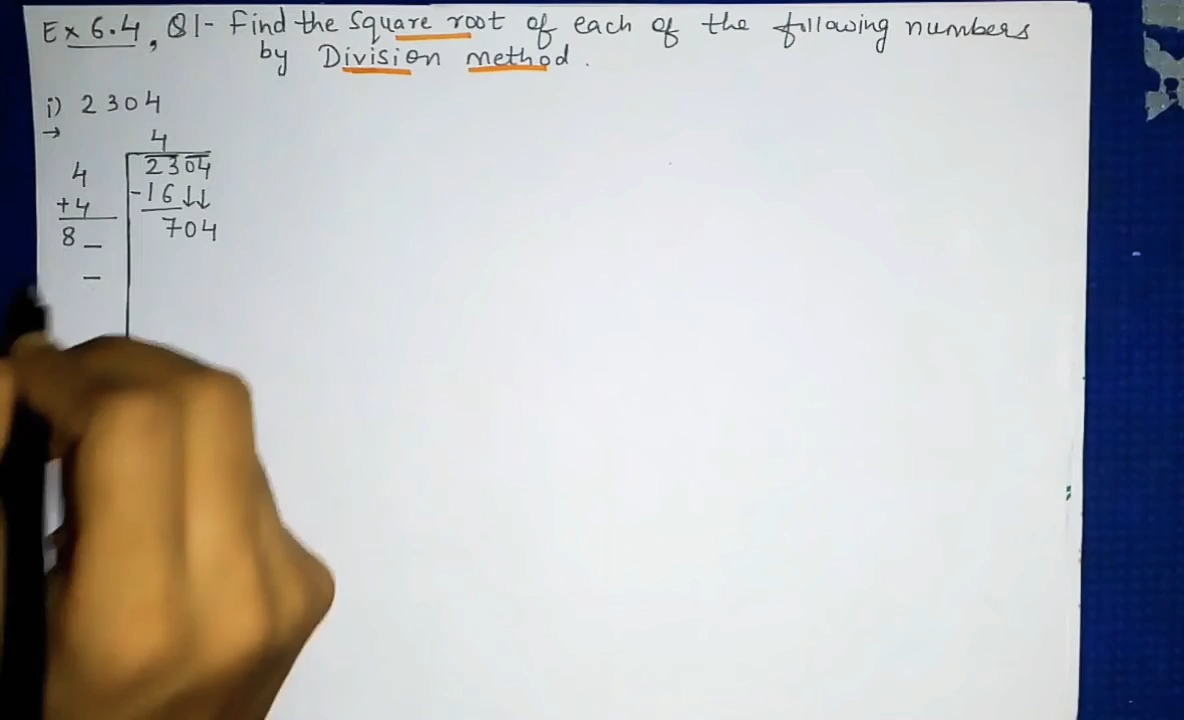 Ex 6.4, Q1- Find the Square root of each of the following numbers
by Division method.
i) 2304
→ 4
4 2304
+4 -16↓↓
8_ 704
_